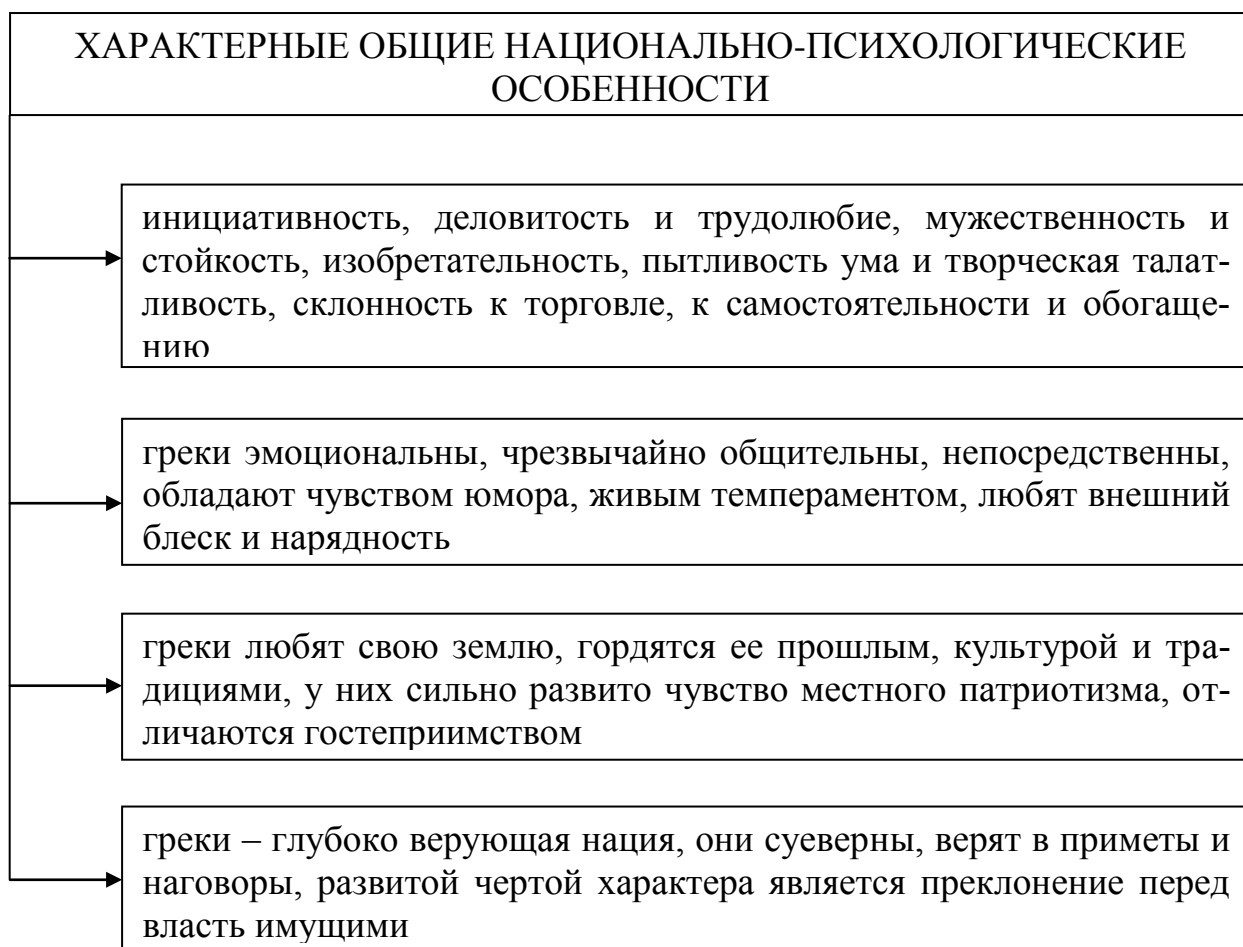 ХАРАКТЕРНЫЕ ОБЩИЕ НАЦИОНАЛЬНО-ПСИХОЛОГИЧЕСКИЕ
ОСОБЕННОСТИ
инициативность, деловитость и трудолюбие, мужественность и
стойкость, изобретательность, пытливость ума и творческая талат-
ливость, склонность к торговле, к самостоятельности и обогаще-
нию
греки эмоциональны, чрезвычайно общительны, непосредственны,
обладают чувством юмора, живым темпераментом, любят внешний
блеск и нарядность
греки любят свою землю, гордятся ее прошлым, культурой и тра-
дициями, у них сильно развито чувство местного патриотизма, от-
личаются гостеприимством
греки – глубоко верующая нация, они суеверны, верят в приметы и
наговоры, развитой чертой характера является преклонение перед
власть имущими